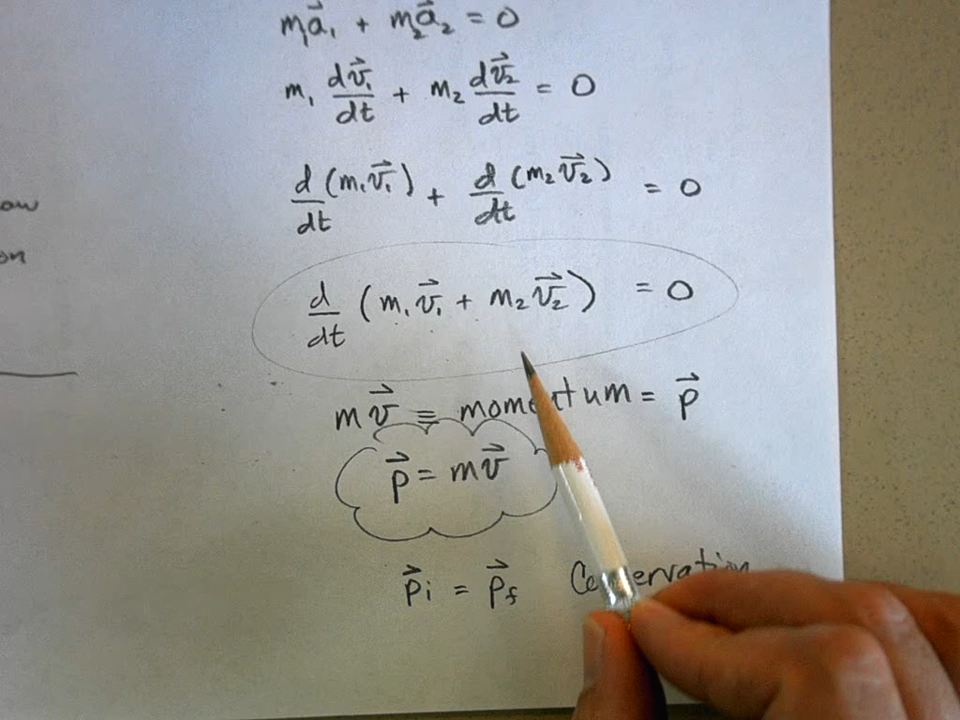 m₁a⃗₁ + m₂a⃗₂ = 0
m₁ dv⃗₁/dt + m₂ dv⃗₂/dt = 0
d/dt (m₁v⃗₁) + d/dt (m₂v⃗₂) = 0
d/dt (m₁v⃗₁ + m₂v⃗₂) = 0
mv⃗ ≡ momentum = p⃗
p⃗ = mv⃗
p⃗i = p⃗f Conservation